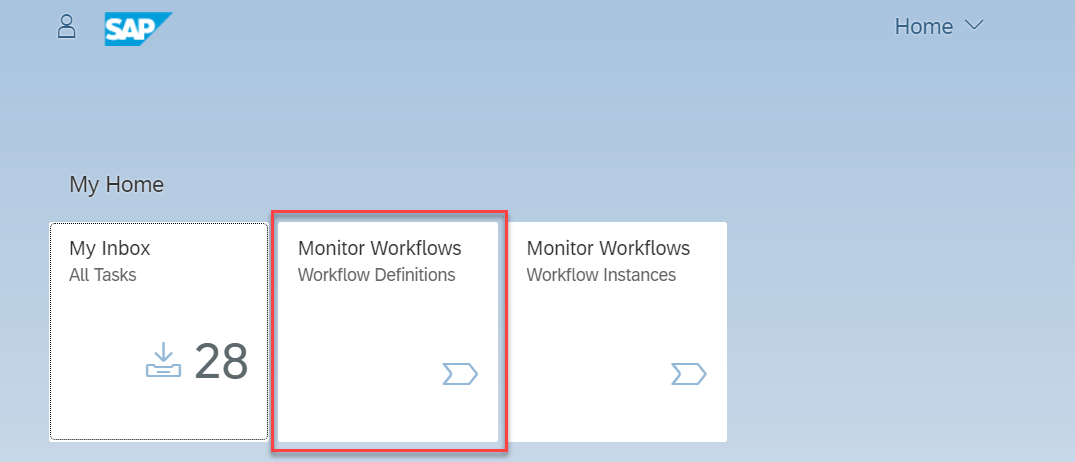 SAP
Home
My Home
My Inbox
All Tasks
28
Monitor Workflows
Workflow Definitions
Monitor Workflows
Workflow Instances